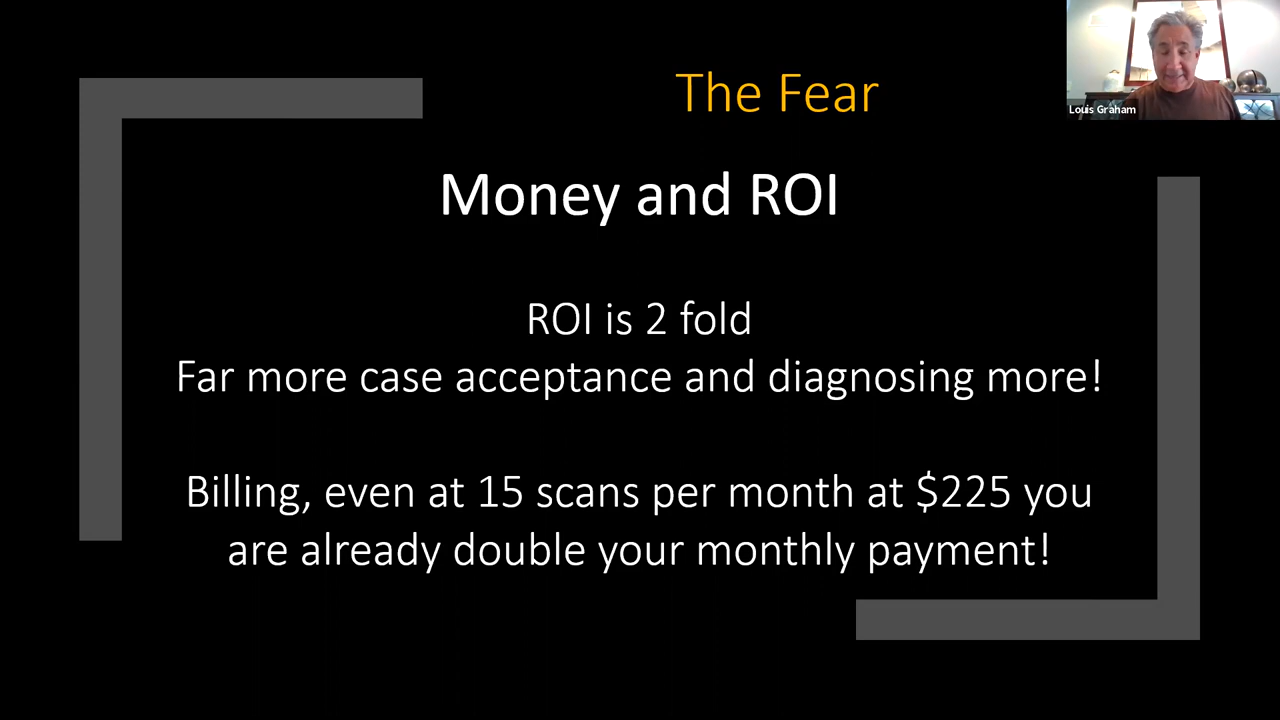 The Fear
Louis Graham
Money and ROI
ROI is 2 fold
Far more case acceptance and diagnosing more!
Billing, even at 15 scans per month at $225 you
are already double your monthly payment!